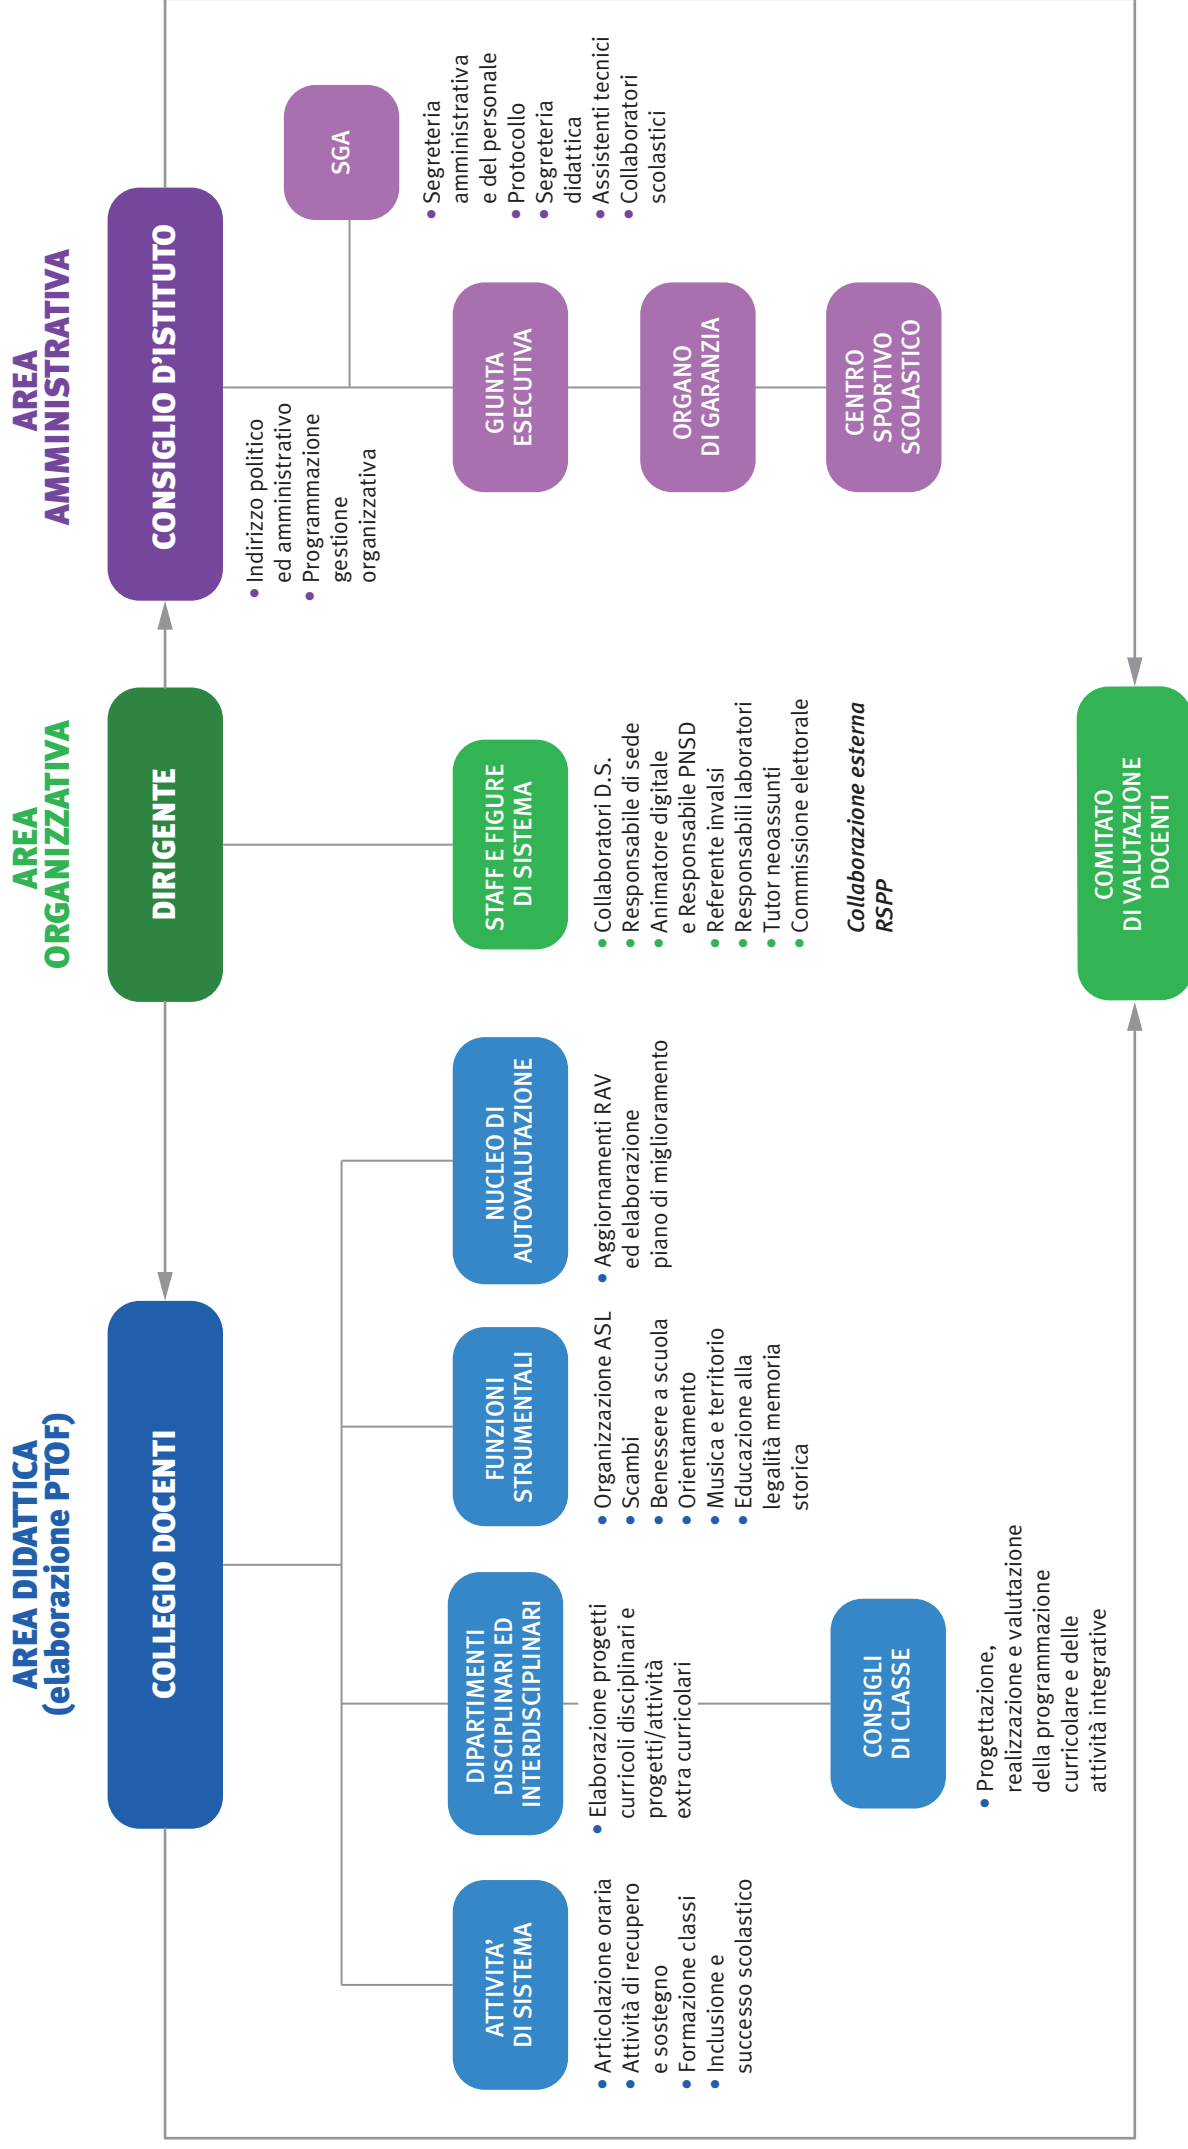 AREA DIDATTICA
(elaborazione PTOF)
COLLEGIO DOCENTI
ATTIVITA’
DI SISTEMA
• Articolazione oraria
• Attività di recupero
e sostegno
• Formazione classi
• Inclusione e
successo scolastico
DIPARTIMENTI
DISCIPLINARI ED
INTERDISCIPLINARI
• Elaborazione progetti
curricoli disciplinari e
progetti/attività
extra curricolari
CONSIGLI
DI CLASSE
• Progettazione,
realizzazione e valutazione
della programmazione
curricolare e delle
attività integrative
FUNZIONI
STRUMENTALI
• Organizzazione ASL
• Scambi
• Benessere a scuola
• Orientamento
• Musica e territorio
• Educazione alla
legalità memoria
storica
NUCLEO DI
AUTOVALUTAZIONE
• Aggiornamenti RAV
ed elaborazione
piano di miglioramento
AREA
ORGANIZZATIVA
DIRIGENTE
STAFF E FIGURE
DI SISTEMA
• Collaboratori D.S.
• Responsabile di sede
• Animatore digitale
e Responsabile PNSD
• Referente invalsi
• Responsabili laboratori
• Tutor neoassunti
• Commissione elettorale
Collaborazione esterna
RSPP
COMITATO
DI VALUTAZIONE
DOCENTI
AREA
AMMINISTRATIVA
CONSIGLIO D’ISTITUTO
• Indirizzo politico
ed amministrativo
• Programmazione
gestione
organizzativa
SGA
• Segreteria
amministrativa
e del personale
• Protocollo
• Segreteria
didattica
• Assistenti tecnici
• Collaboratori
scolastici
GIUNTA
ESECUTIVA
ORGANO
DI GARANZIA
CENTRO
SPORTIVO
SCOLASTICO